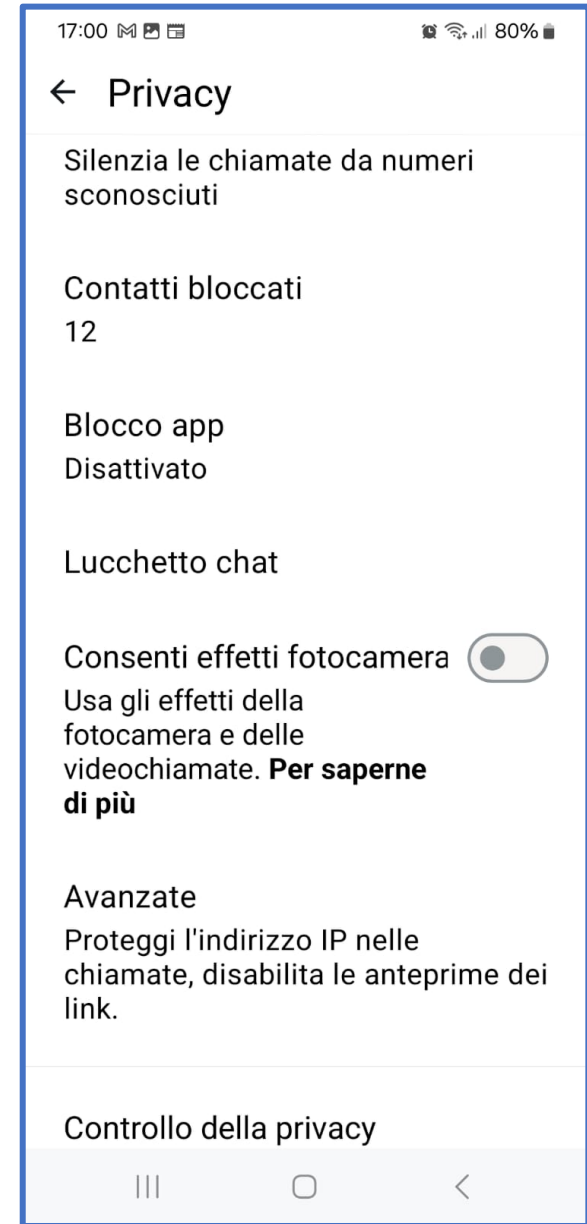 17:00 80%
Privacy
Silenzia le chiamate da numeri
sconosciuti
Contatti bloccati
12
Blocco app
Disattivato
Lucchetto chat
Consenti effetti fotocamera
Usa gli effetti della
fotocamera e delle
videochiamate. Per saperne
di più
Avanzate
Proteggi l'indirizzo IP nelle
chiamate, disabilita le anteprime dei
link.
Controllo della privacy